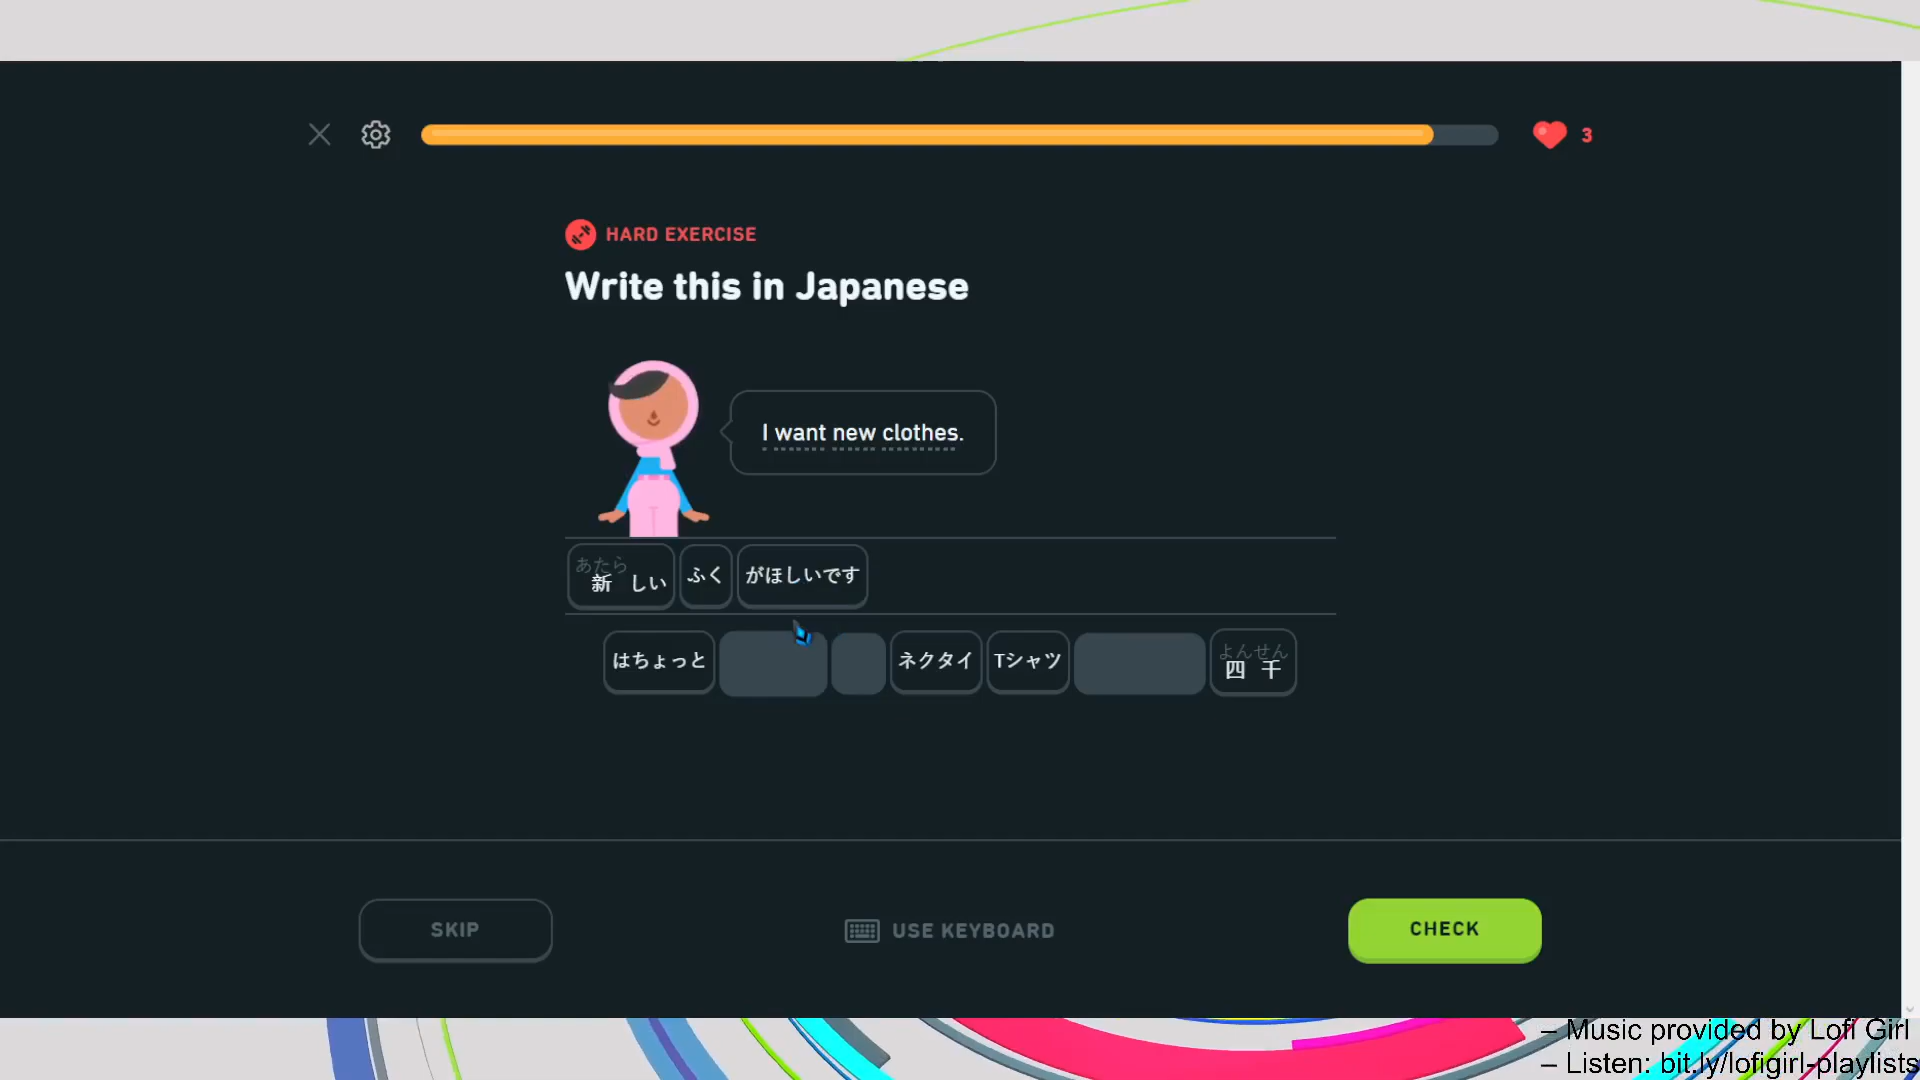 3
HARD EXERCISE
Write this in Japanese
I want new clothes.
あたら
新しい ふく がほしいです
よんせん
はちょっと ネクタイ Tシャツ 四千
SKIP USE KEYBOARD CHECK
– Music provided by Lofi Girl
– Listen: bit.ly/lofigirl-playlists